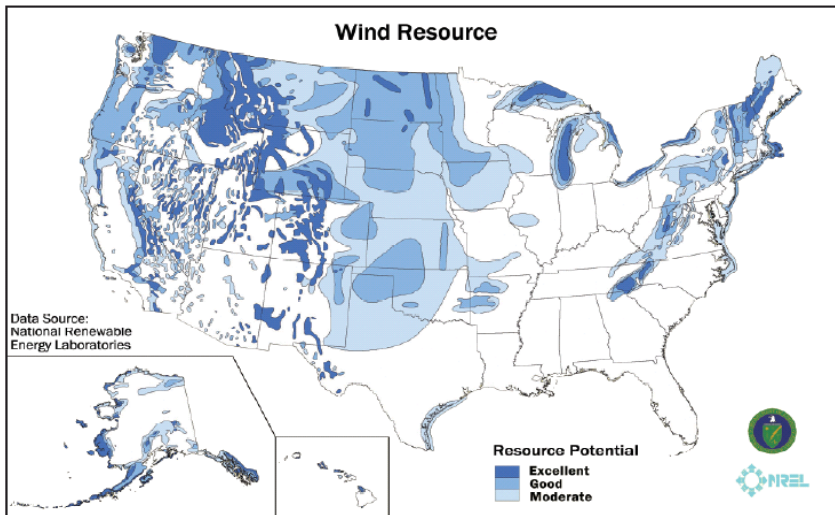 Wind Resource
Data Source:
National Renewable
Energy Laboratories
Resource Potential
Excellent
Good
Moderate
NREL